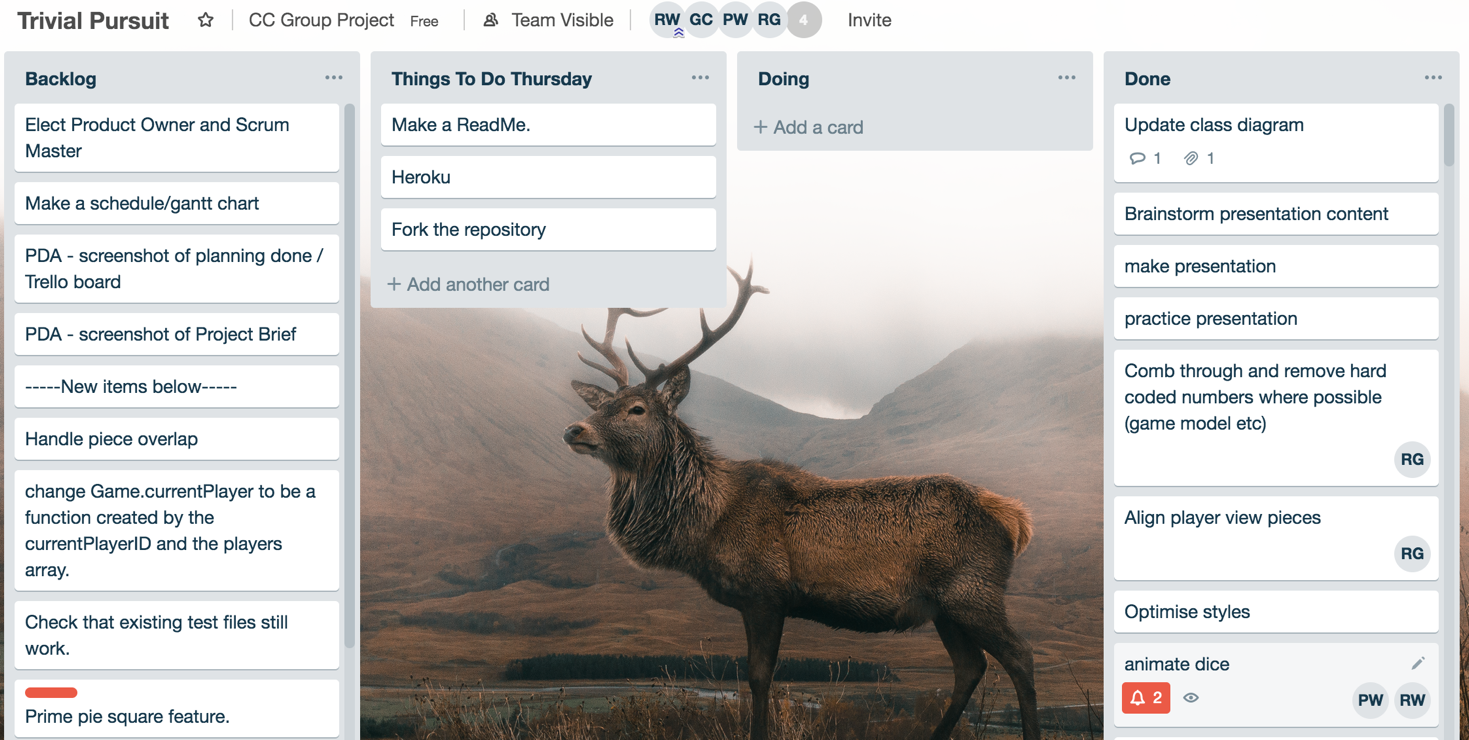 Trivial Pursuit
CC Group Project Free
Team Visible
RW GC PW RG 4
Invite
Backlog
Elect Product Owner and Scrum
Master
Make a schedule/gantt chart
PDA - screenshot of planning done /
Trello board
PDA - screenshot of Project Brief
-----New items below-----
Handle piece overlap
change Game.currentPlayer to be a
function created by the
currentPlayerID and the players
array.
Check that existing test files still
work.
Prime pie square feature.
Things To Do Thursday
Make a ReadMe.
Heroku
Fork the repository
+ Add another card
Doing
+ Add a card
Done
Update class diagram
1 1
Brainstorm presentation content
make presentation
practice presentation
Comb through and remove hard
coded numbers where possible
(game model etc)
RG
Align player view pieces
RG
Optimise styles
animate dice
2
PW RW